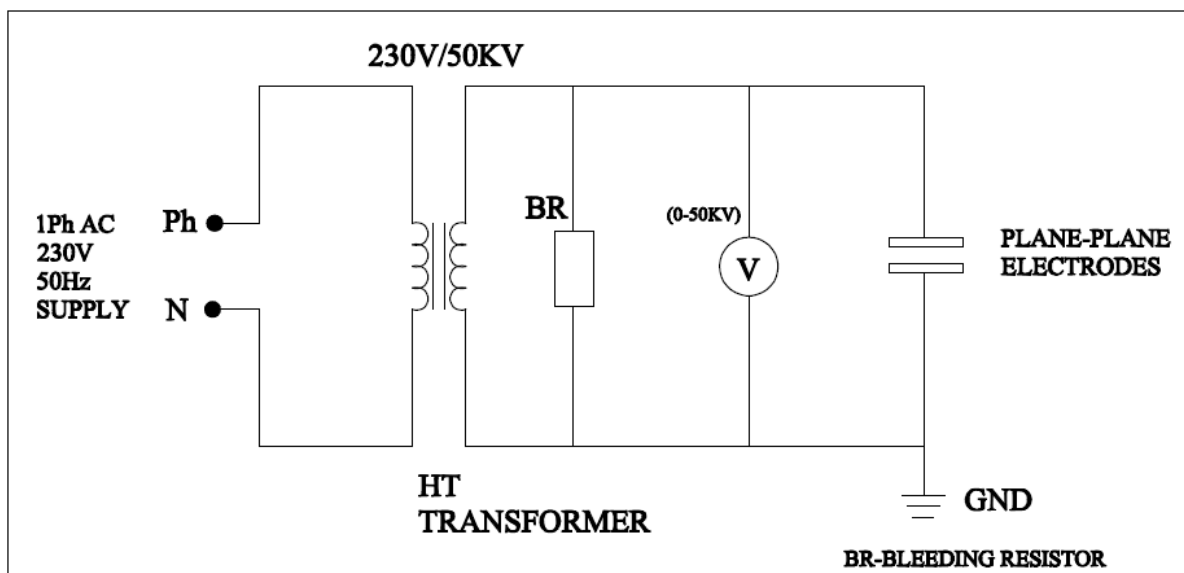 230V/50KV
1Ph AC
230V
50Hz
SUPPLY
Ph
N
BR
(0-50KV)
V
PLANE-PLANE
ELECTRODES
HT
TRANSFORMER
GND
BR-BLEEDING RESISTOR